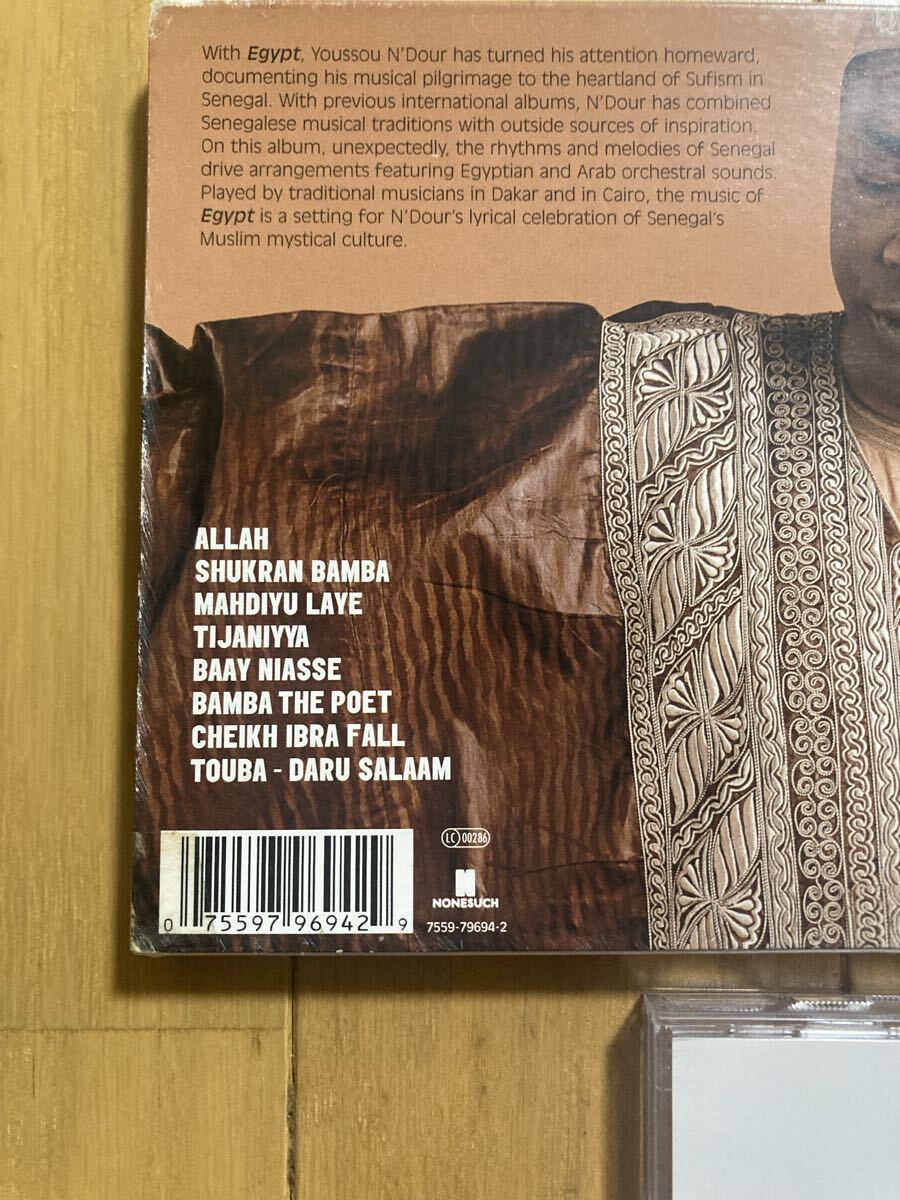 With Egypt, Youssou N'Dour has turned his attention homeward,
documenting his musical pilgrimage to the heartland of Sufism in
Senegal. With previous international albums, N'Dour has combined
Senegalese musical traditions with outside sources of inspiration.
On this album, unexpectedly, the rhythms and melodies of Senegal
drive arrangements featuring Egyptian and Arab orchestral sounds.
Played by traditional musicians in Dakar and in Cairo, the music of
Egypt is a setting for N'Dour's lyrical celebration of Senegal's
Muslim mystical culture.
ALLAH
SHUKRAN BAMBA
MAHDIYU LAYE
TIJANIYYA
BAAY NIASSE
BAMBA THE POET
CHEIKH IBRA FALL
TOUBA - DARU SALAAM
LC 00286
N
NONESUCH
7559-79694-2
0 75597 96942 9